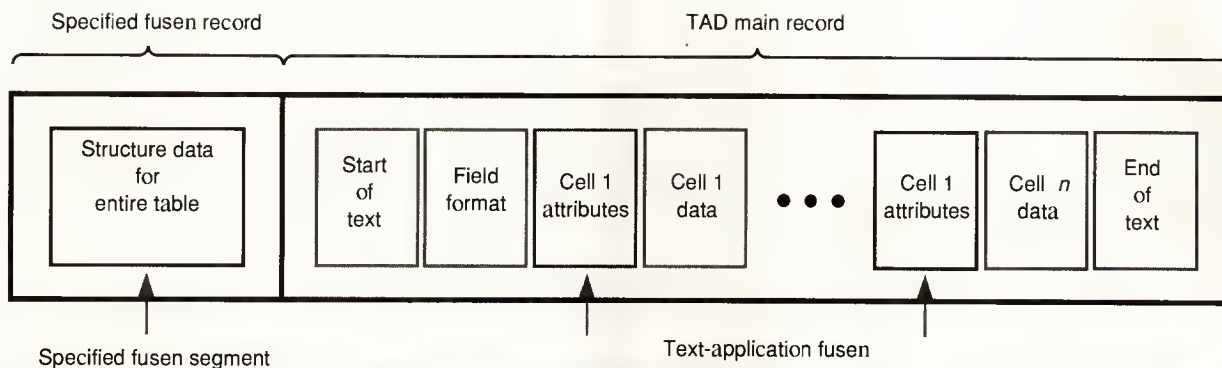 Specified fusen record
TAD main record
Structure data
for
entire table
Start
of
text
Field
format
Cell 1
attributes
Cell 1
data
• • •
Cell 1
attributes
Cell n
data
End
of
text
Specified fusen segment
Text-application fusen